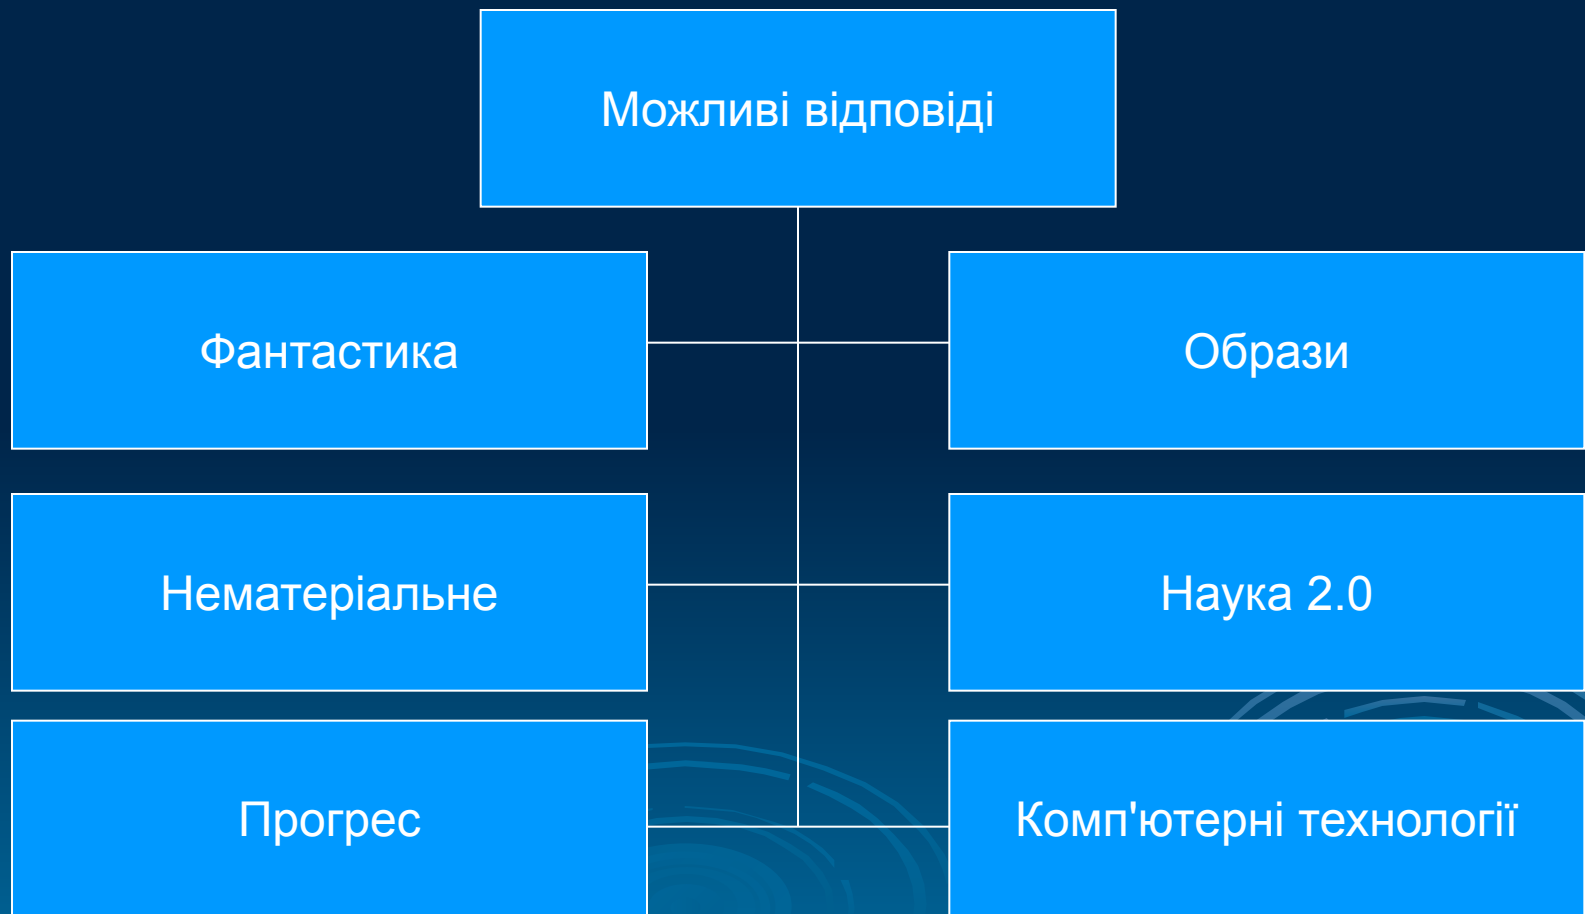 Можливі відповіді
Фантастика
Образи
Нематеріальне
Наука 2.0
Прогрес
Комп'ютерні технології